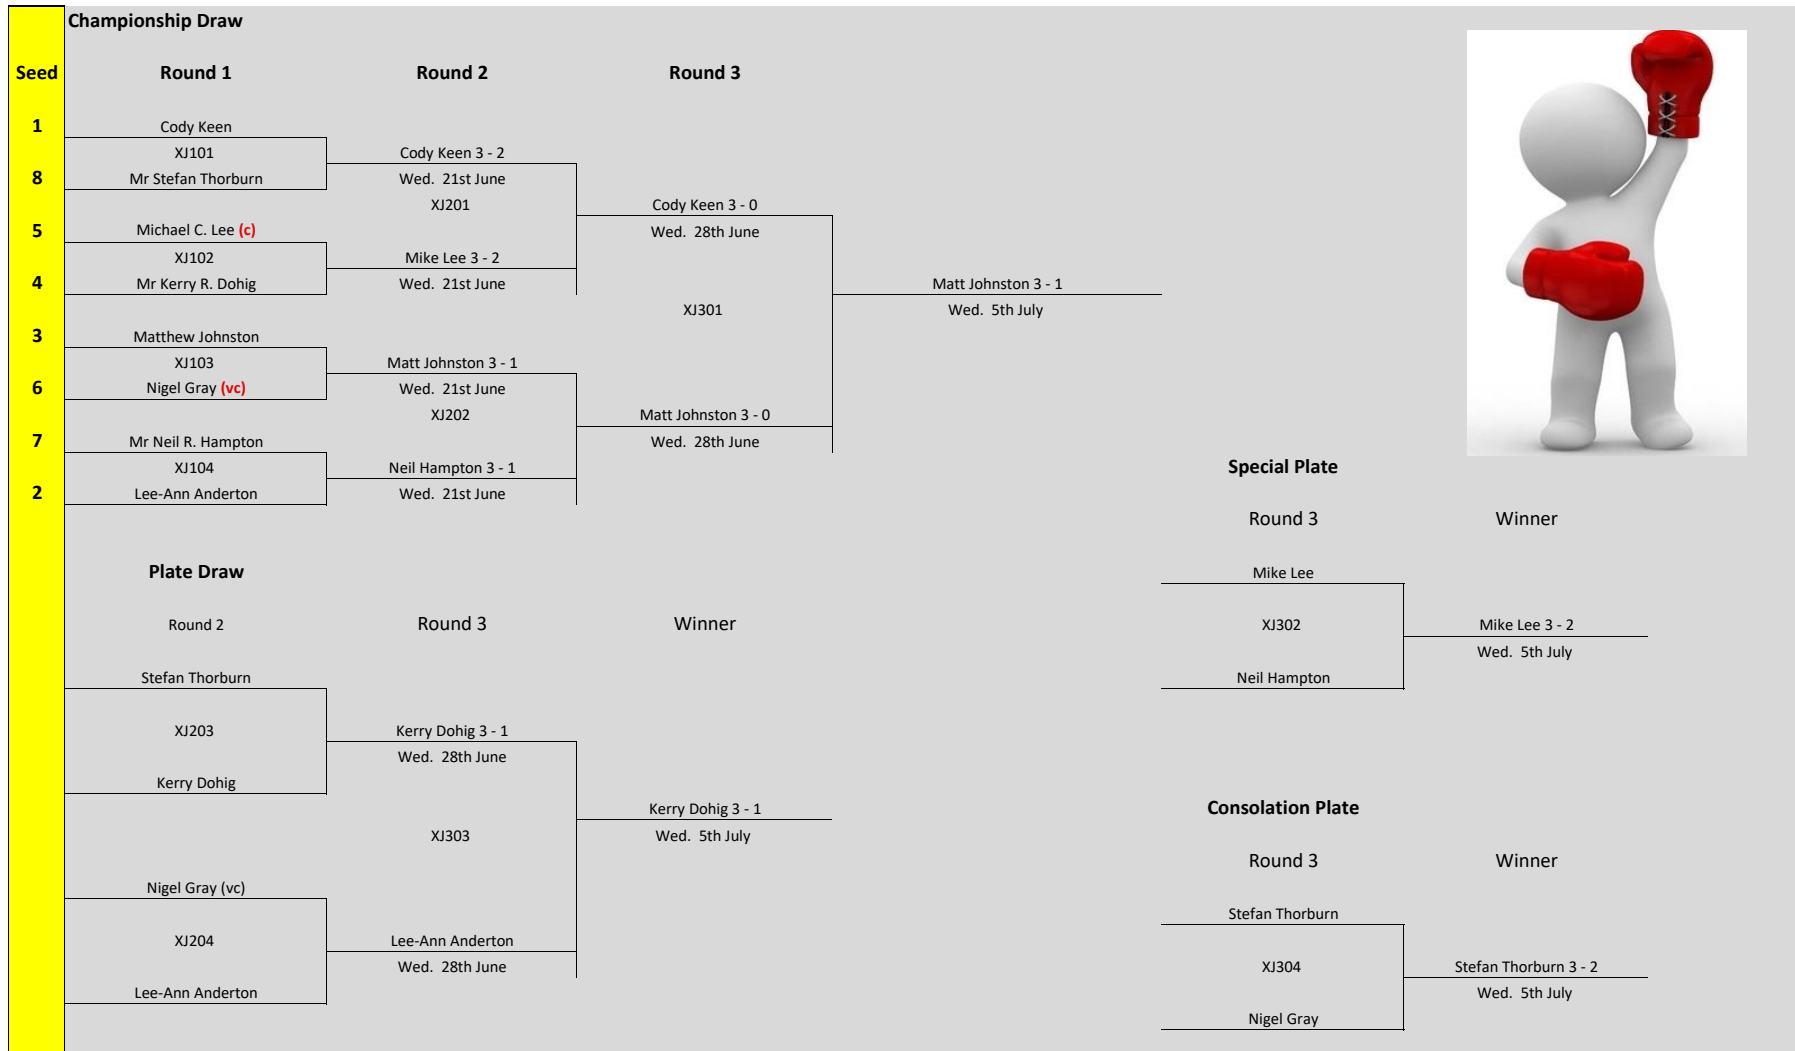 Championship Draw
Seed Round 1 Round 2 Round 3
1 Cody Keen
XJ101 Cody Keen 3 - 2
8 Mr Stefan Thorburn Wed. 21st June
XJ201 Cody Keen 3 - 0
5 Michael C. Lee (c) Wed. 28th June
XJ102 Mike Lee 3 - 2
4 Mr Kerry R. Dohig Wed. 21st June Matt Johnston 3 - 1
XJ301 Wed. 5th July
3 Matthew Johnston
XJ103 Matt Johnston 3 - 1
6 Nigel Gray (vc) Wed. 21st June
XJ202 Matt Johnston 3 - 0
7 Mr Neil R. Hampton Wed. 28th June
XJ104 Neil Hampton 3 - 1 Special Plate
2 Lee-Ann Anderton Wed. 21st June
Round 3 Winner
Plate Draw Mike Lee
Round 2 Round 3 Winner XJ302 Mike Lee 3 - 2
Wed. 5th July
Stefan Thorburn Neil Hampton
XJ203 Kerry Dohig 3 - 1
Wed. 28th June
Kerry Dohig
Kerry Dohig 3 - 1 Consolation Plate
XJ303 Wed. 5th July
Round 3 Winner
Nigel Gray (vc)
Stefan Thorburn
XJ204 Lee-Ann Anderton
Wed. 28th June XJ304 Stefan Thorburn 3 - 2
Lee-Ann Anderton Wed. 5th July
Nigel Gray